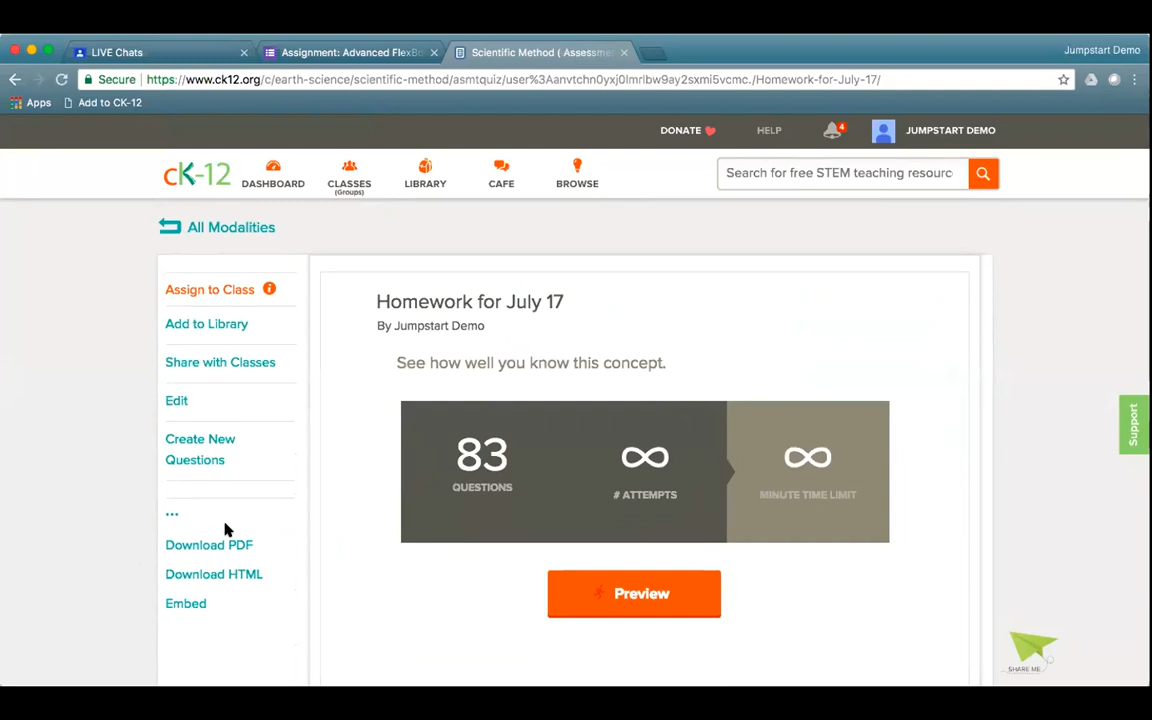 LIVE Chats
Assignment: Advanced FlexBo
Scientific Method ( Assessme
Jumpstart Demo
Secure https://www.ck12.org/c/earth-science/scientific-method/asmtquiz/user%3Aanvtchn0yxj0lmrlbw9ay2sxmi5vcmc./Homework-for-July-17/
Apps
Add to CK-12
DONATE
HELP
4
JUMPSTART DEMO
cK-12
DASHBOARD
CLASSES
(Groups)
LIBRARY
CAFE
BROWSE
Search for free STEM teaching resourc
All Modalities
Assign to Class
Add to Library
Share with Classes
Edit
Create New
Questions
...
Download PDF
Download HTML
Embed
Homework for July 17
By Jumpstart Demo
See how well you know this concept.
83
QUESTIONS
∞
# ATTEMPTS
∞
MINUTE TIME LIMIT
Preview
Support
SHARE ME